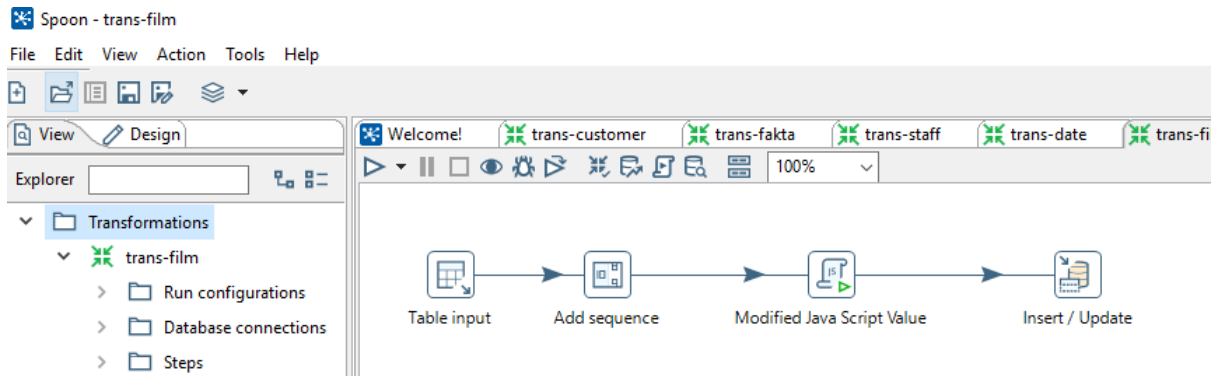 Spoon - trans-film
File Edit View Action Tools Help
View Design
Welcome! trans-customer trans-fakta trans-staff trans-date trans-fi
Explorer
100%
Transformations
trans-film
Run configurations
Database connections
Steps
Table input Add sequence Modified Java Script Value Insert / Update